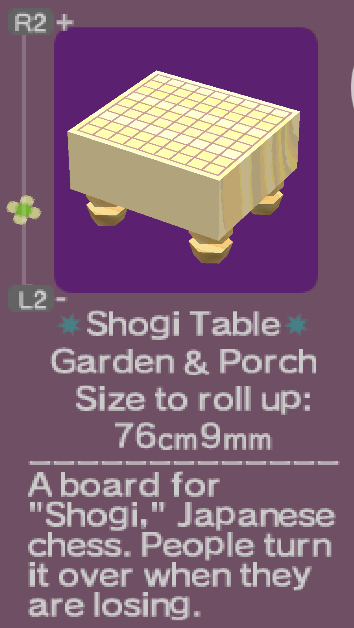 R2 +
L2 -
Shogi Table
Garden & Porch
Size to roll up:
76cm9mm
A board for
"Shogi," Japanese
chess. People turn
it over when they
are losing.